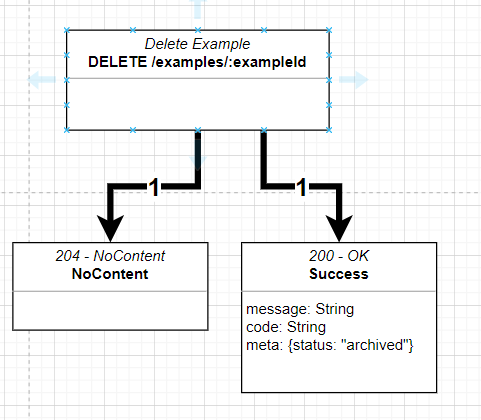 Delete Example
DELETE /examples/:exampleId
1
1
204 - NoContent
NoContent
200 - OK
Success
message: String
code: String
meta: {status: "archived"}